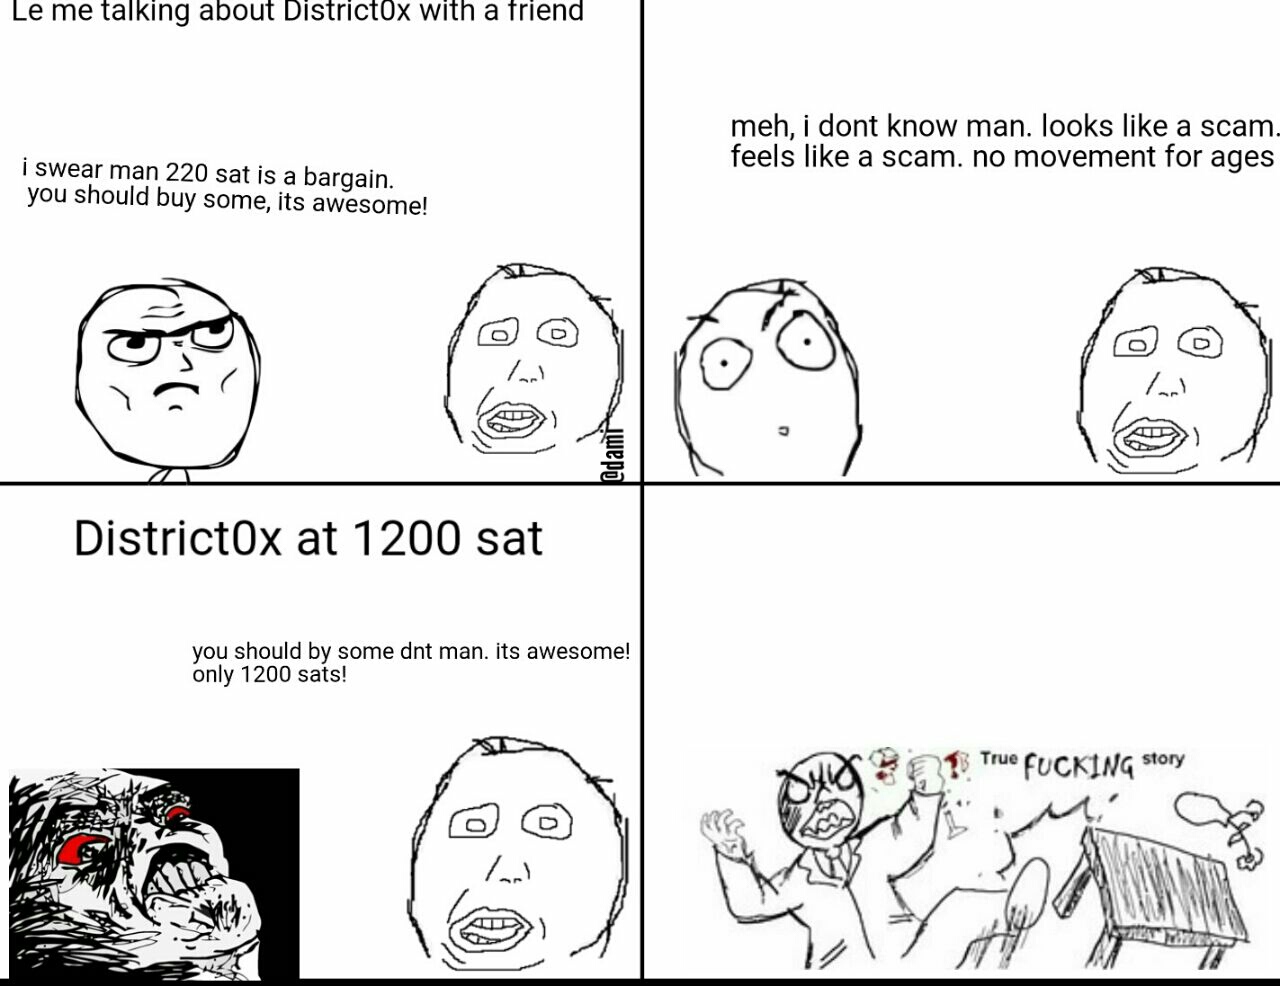 Le me talking about District0x with a friend
i swear man 220 sat is a bargain.
you should buy some, its awesome!
@dami
meh, i dont know man. looks like a scam.
feels like a scam. no movement for ages
District0x at 1200 sat
you should by some dnt man. its awesome!
only 1200 sats!
True FUCKING story